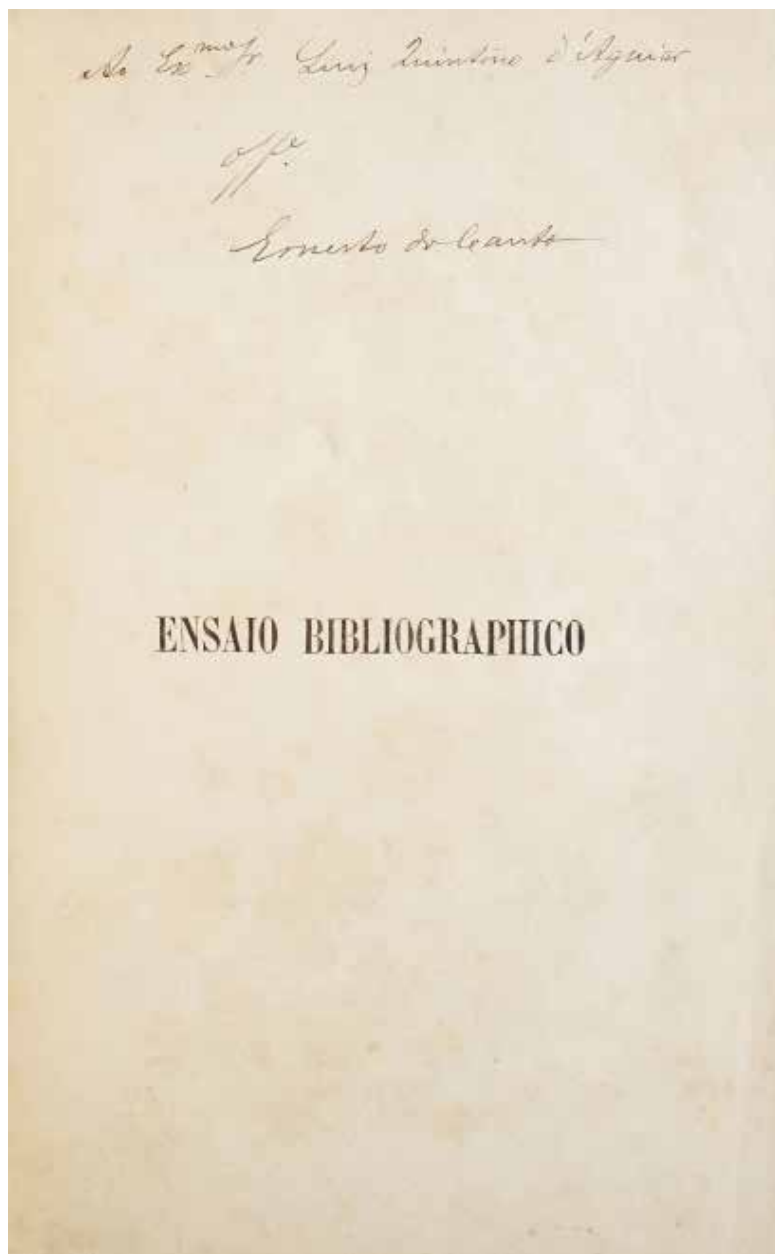 Ao Ex.mo Sr. Luiz Quintino d'Aguiar
off.e
Ernesto do Canto
ENSAIO BIBLIOGRAPHICO